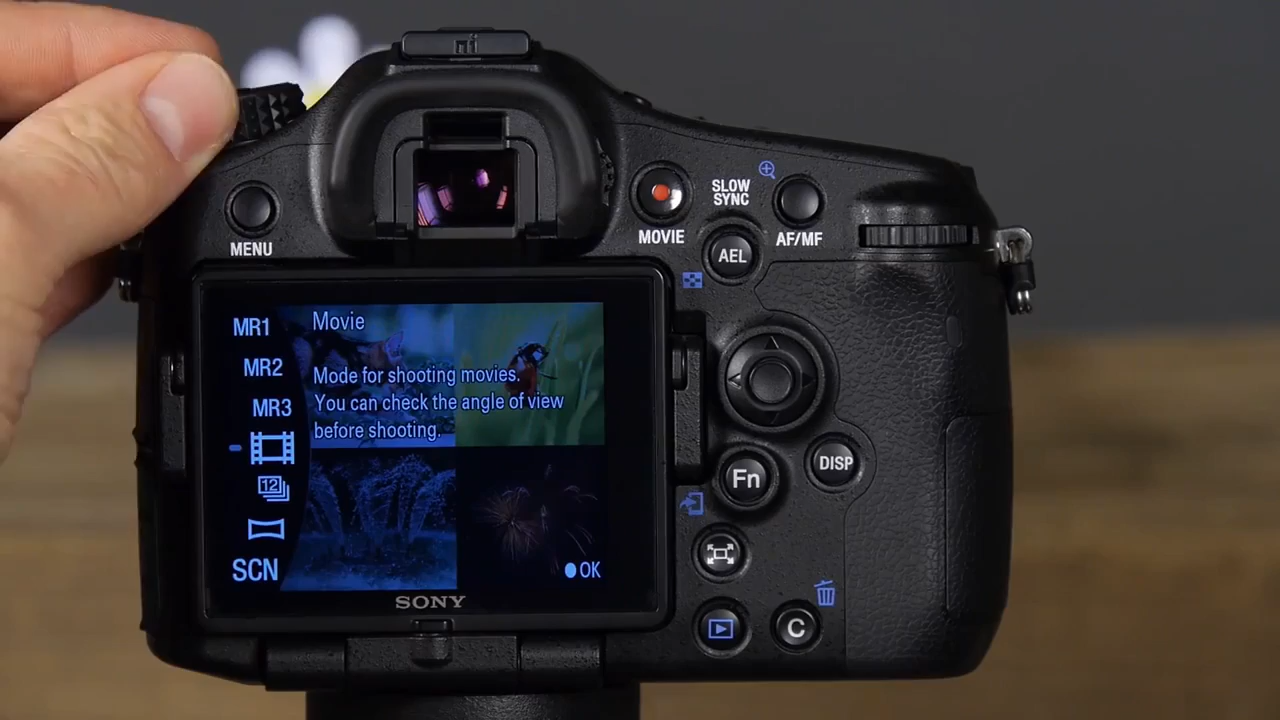 MENU
MOVIE
SLOW
SYNC
AF/MF
AEL
MR1
MR2
MR3
12
SCN
Movie
Mode for shooting movies.
You can check the angle of view
before shooting.
OK
SONY
Fn
DISP
C